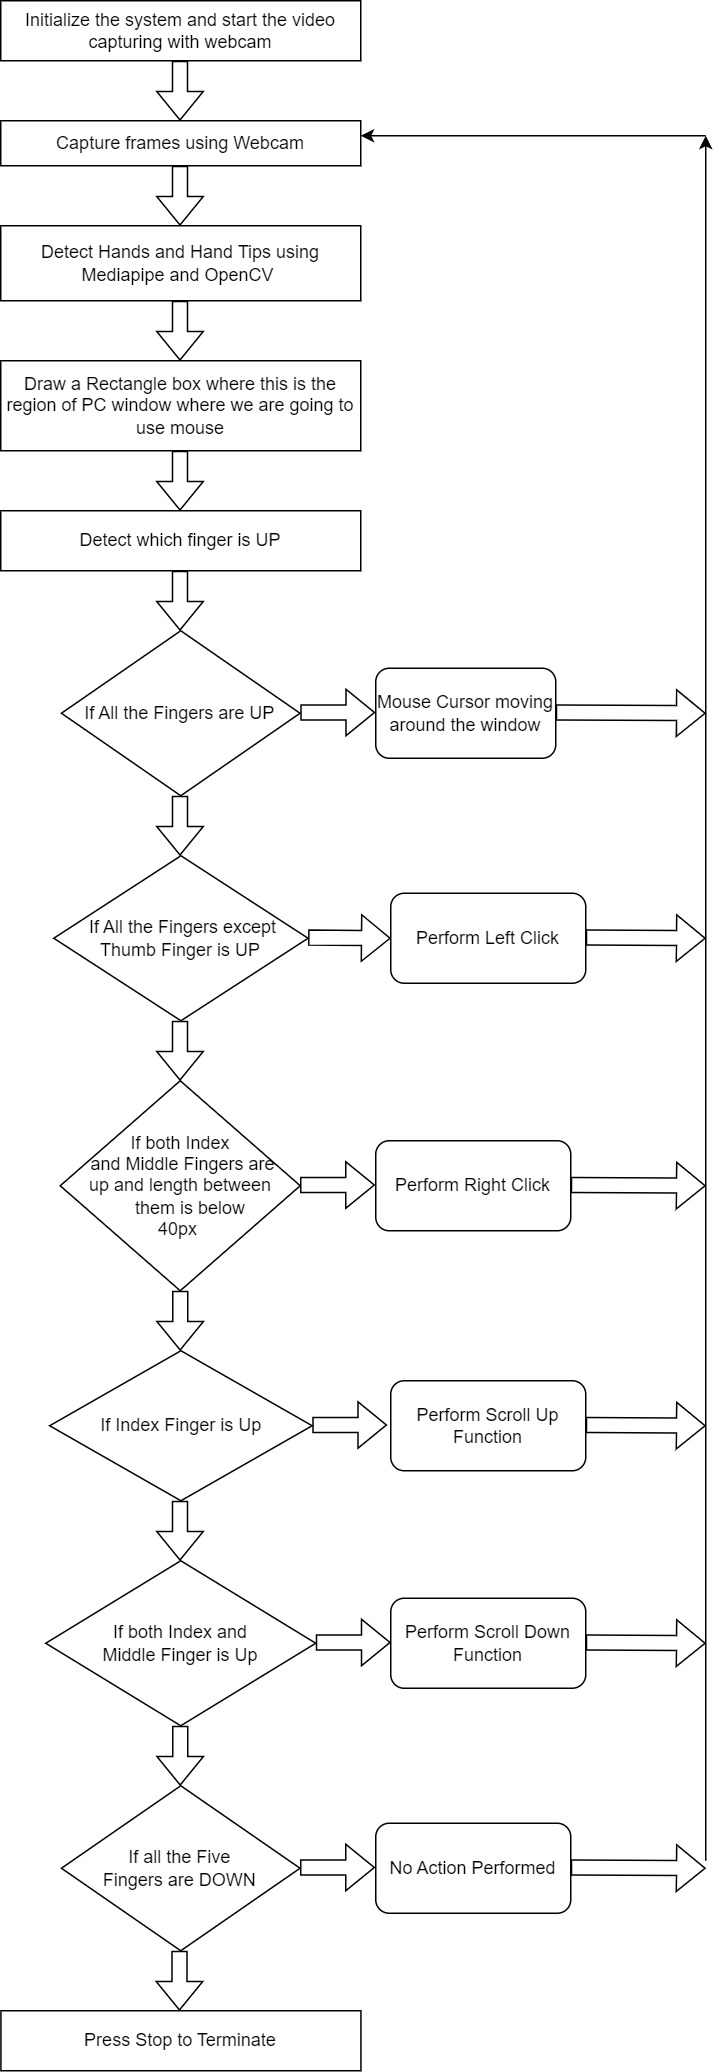 Initialize the system and start the video
capturing with webcam
Capture frames using Webcam
Detect Hands and Hand Tips using
Mediapipe and OpenCV
Draw a Rectangle box where this is the
region of PC window where we are going to
use mouse
Detect which finger is UP
If All the Fingers are UP
Mouse Cursor moving
around the window
If All the Fingers except
Thumb Finger is UP
Perform Left Click
If both Index
and Middle Fingers are
up and length between
them is below
40px
Perform Right Click
If Index Finger is Up
Perform Scroll Up
Function
If both Index and
Middle Finger is Up
Perform Scroll Down
Function
If all the Five
Fingers are DOWN
No Action Performed
Press Stop to Terminate